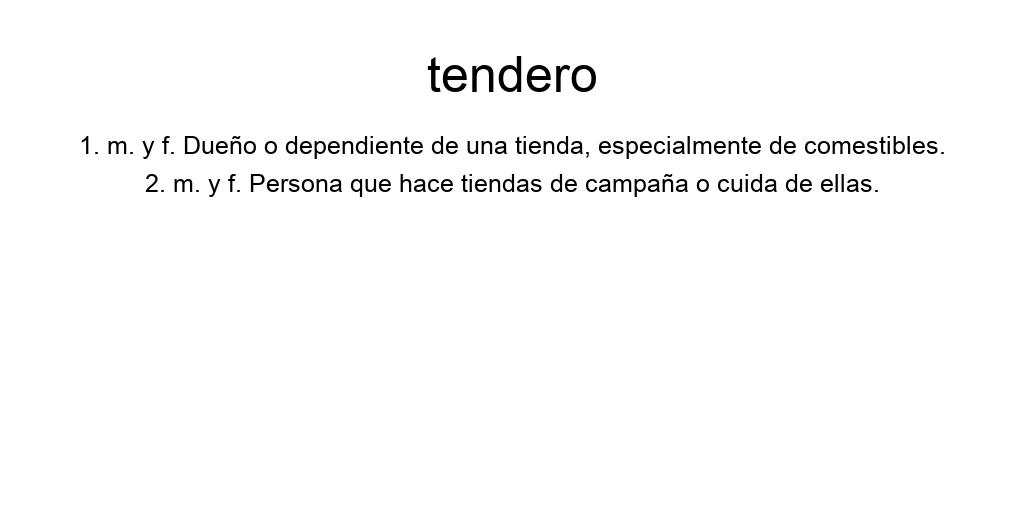 tendero
1. m. y f. Dueño o dependiente de una tienda, especialmente de comestibles.
2. m. y f. Persona que hace tiendas de campaña o cuida de ellas.